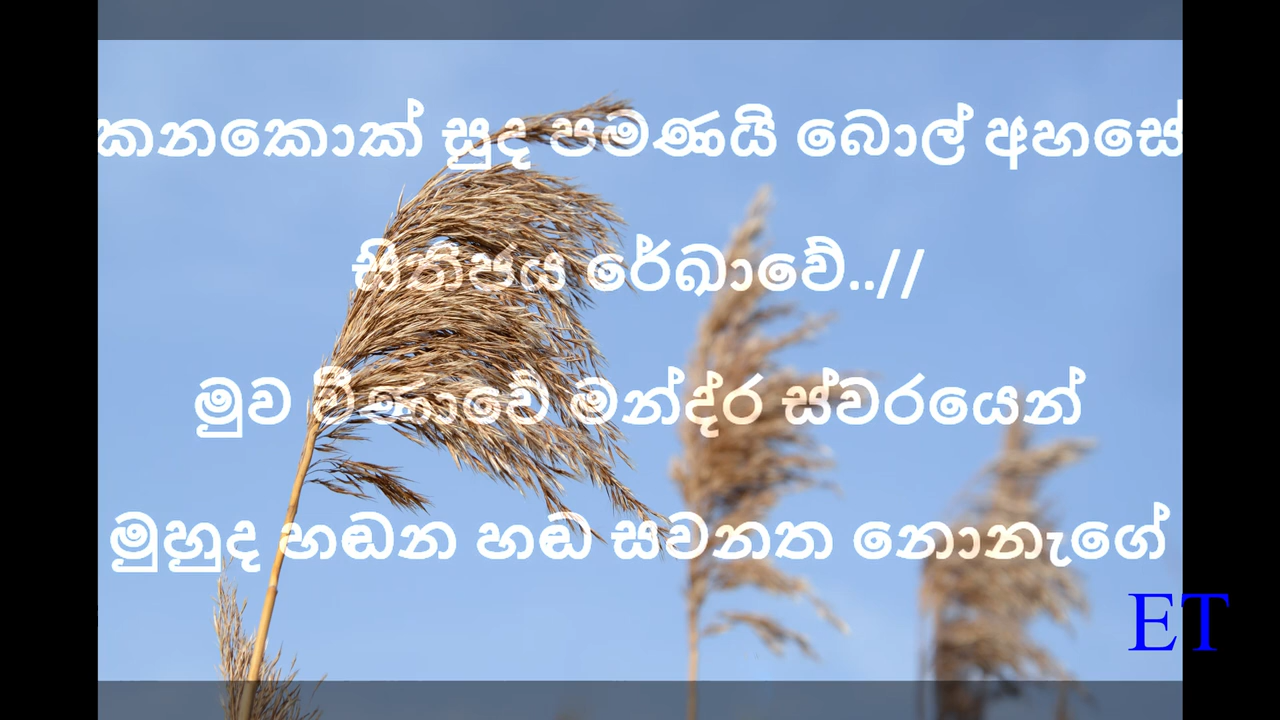 කනකොක් සුද පමණයි බොල් අහසේ
සිතිජය රේඛාවේ..//
මුව වීණාවේ මන්ද්ර ස්වරයෙන්
මුහුද හඬන හඬ සවනත නොනැගේ
ET